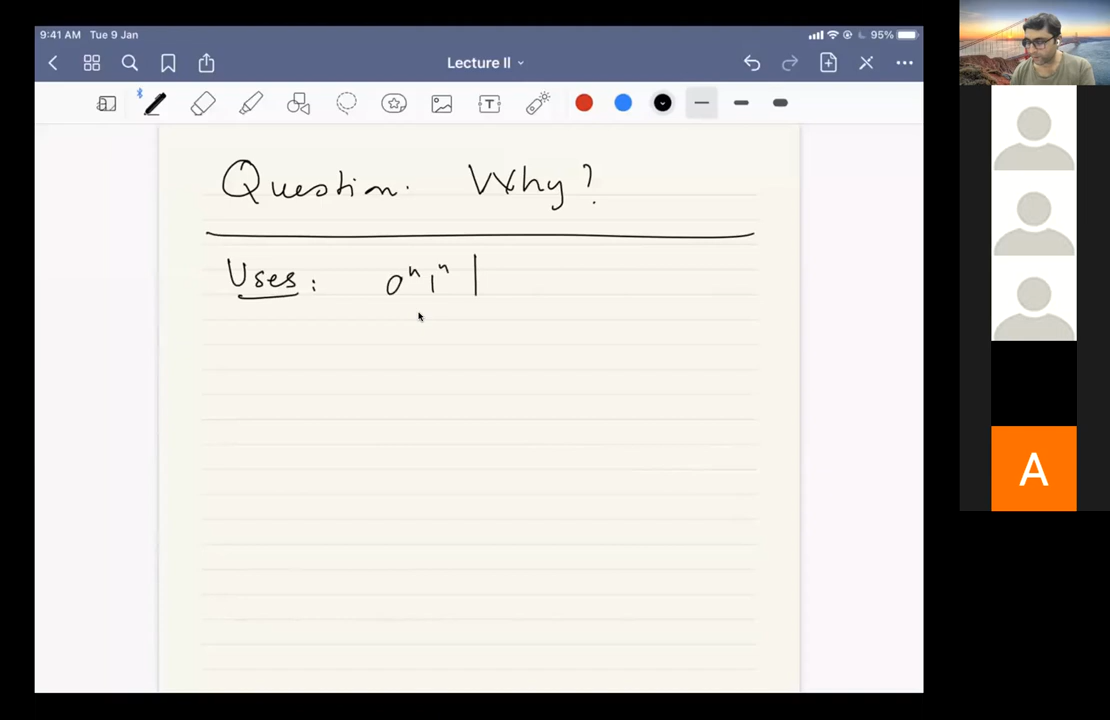 9:41 AM Tue 9 Jan 95%
Lecture II
T
Question. Why?
Uses: 0ⁿ1ⁿ |
A